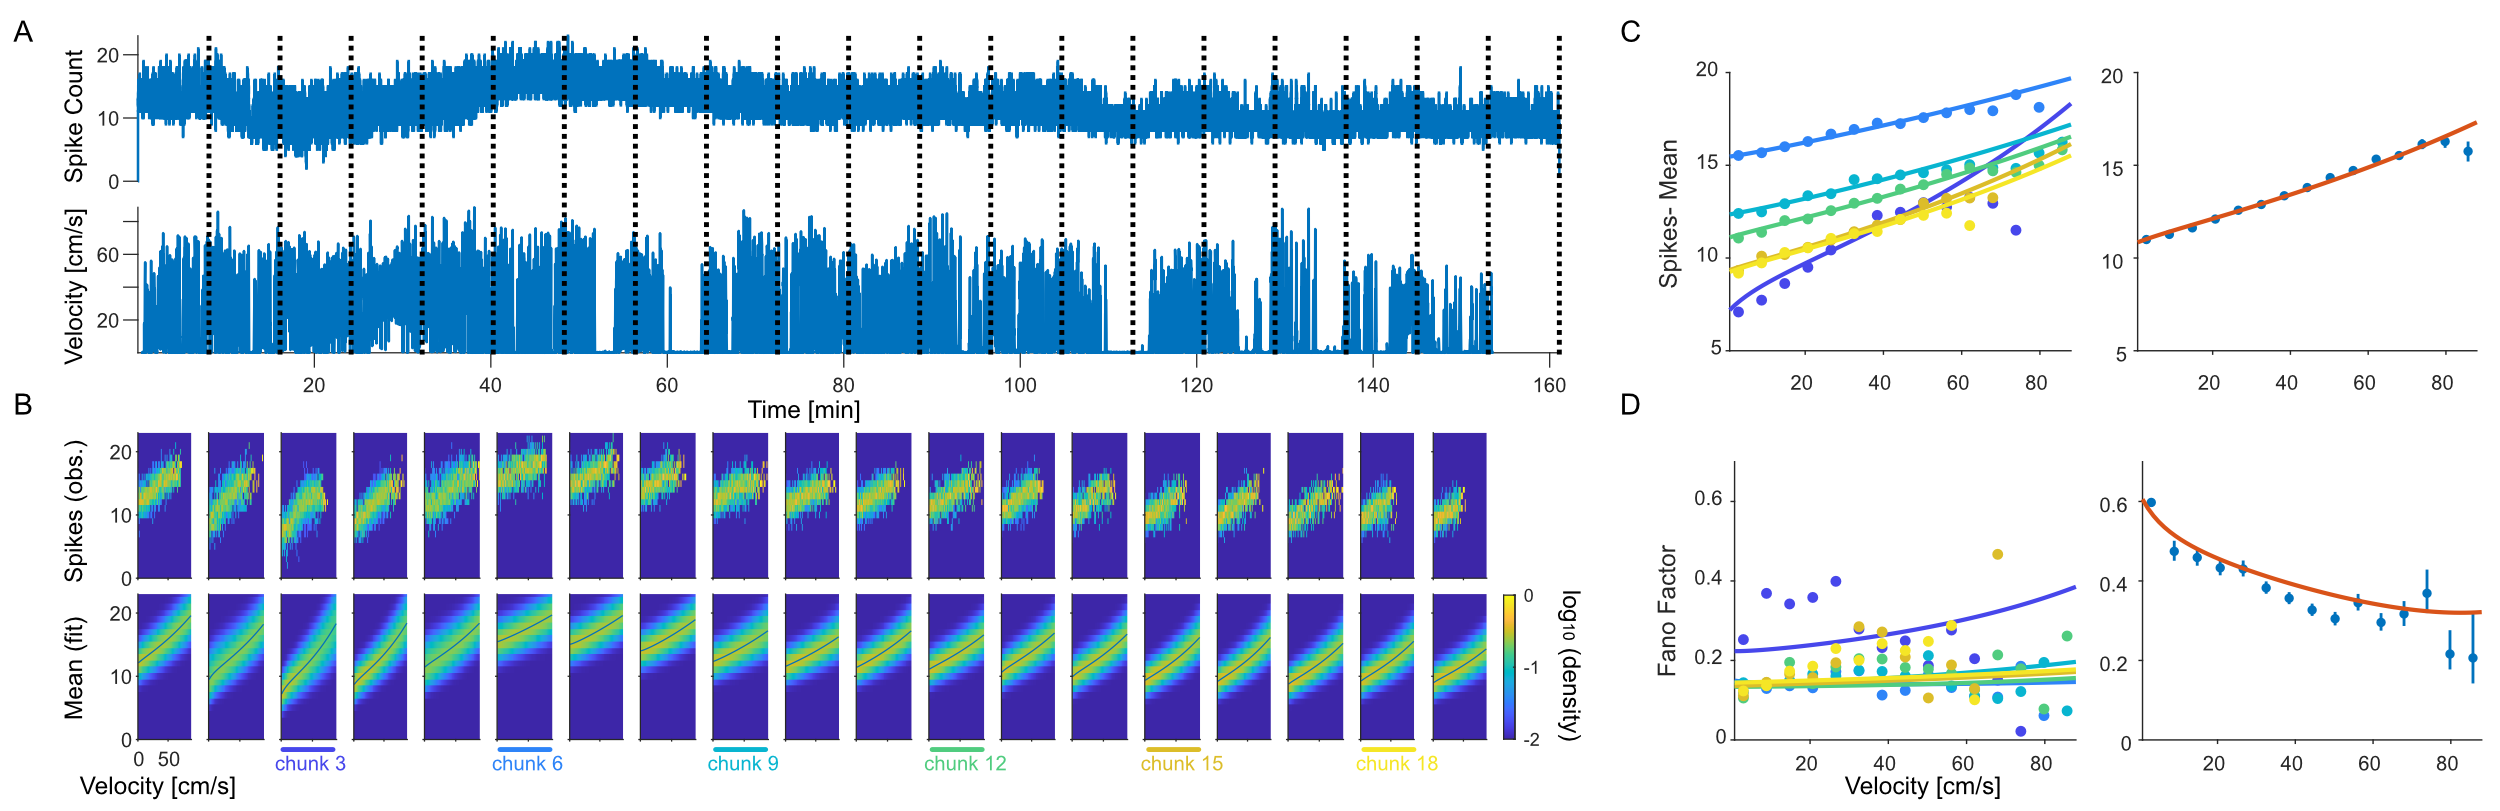 A
Spike Count
20
10
0
Velocity [cm/s]
60
20
20 40 60 80 100 120 140 160
Time [min]
B
Spikes (obs.)
20
10
0
Mean (fit)
20
10
0
0 50
Velocity [cm/s]
chunk 3
chunk 6
chunk 9
chunk 12
chunk 15
chunk 18
0
-1
-2
log10 (density)
C
Spikes- Mean
20
15
10
5
20 40 60 80
20
15
10
5
20 40 60 80
D
Fano Factor
0.6
0.4
0.2
0
20 40 60 80
Velocity [cm/s]
0.6
0.4
0.2
0
20 40 60 80